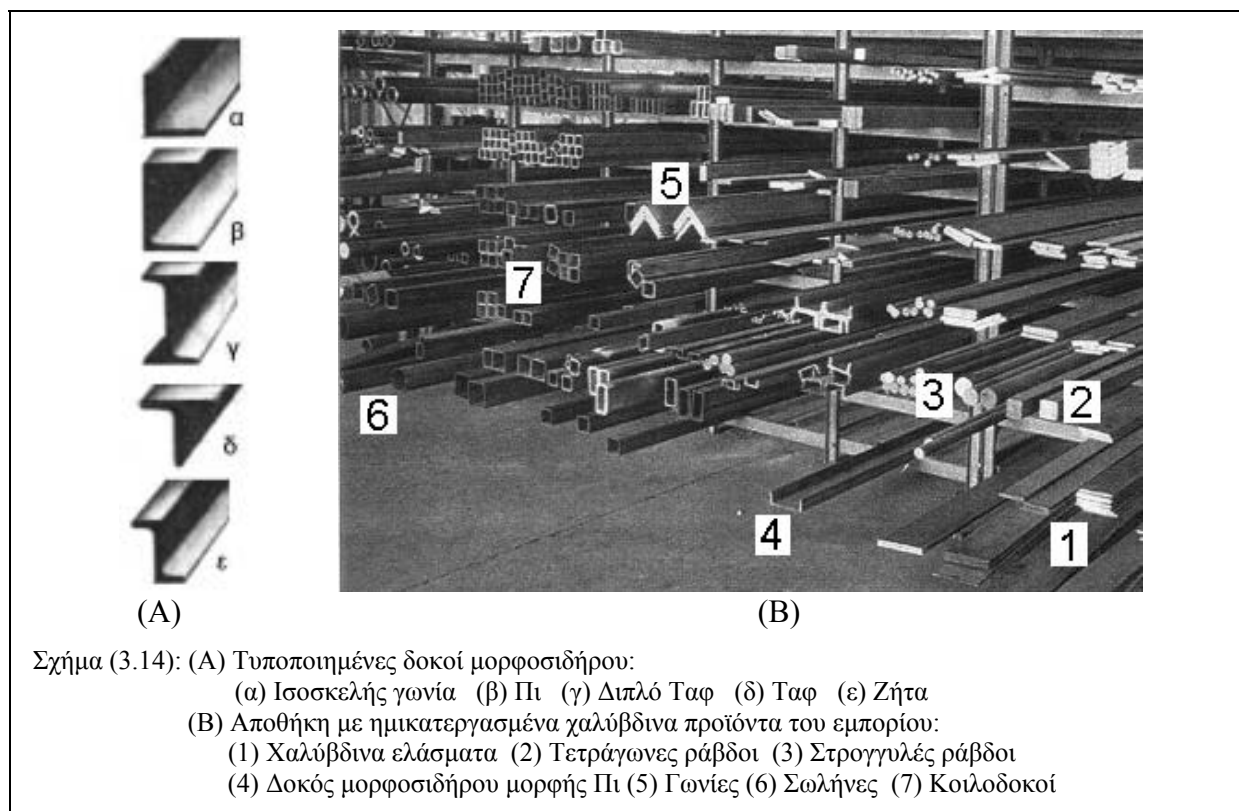 α
β
γ
δ
ε
5
7
6
3
2
4
1
(Α)
(Β)
Σχήμα (3.14): (Α) Τυποποιημένες δοκοί μορφοσιδήρου:
(α) Ισοσκελής γωνία (β) Πι (γ) Διπλό Ταφ (δ) Ταφ (ε) Ζήτα
(Β) Αποθήκη με ημικατεργασμένα χαλύβδινα προϊόντα του εμπορίου:
(1) Χαλύβδινα ελάσματα (2) Τετράγωνες ράβδοι (3) Στρογγυλές ράβδοι
(4) Δοκός μορφοσιδήρου μορφής Πι (5) Γωνίες (6) Σωλήνες (7) Κοιλοδοκοί